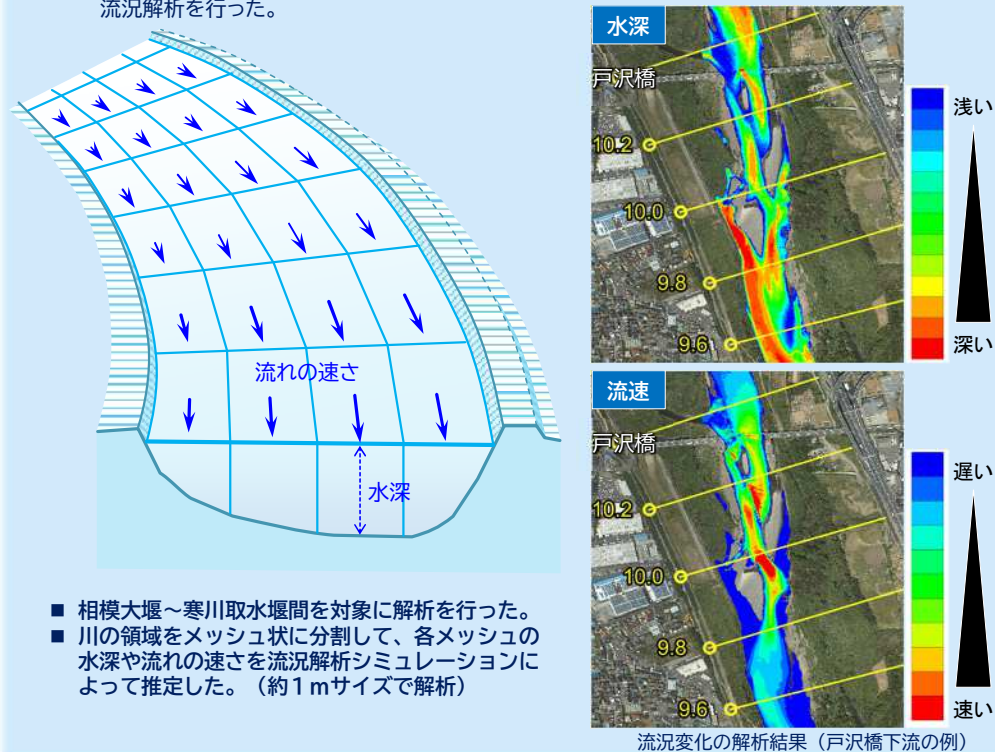 流況解析を行った。
流れの速さ
水深
■ 相模大堰～寒川取水堰間を対象に解析を行った。
■ 川の領域をメッシュ状に分割して、各メッシュの
水深や流れの速さを流況解析シミュレーションに
よって推定した。（約１ｍサイズで解析）
水深
戸沢橋
10.2
10.0
9.8
9.6
浅い
深い
流速
戸沢橋
10.2
10.0
9.8
9.6
遅い
速い
流況変化の解析結果（戸沢橋下流の例）